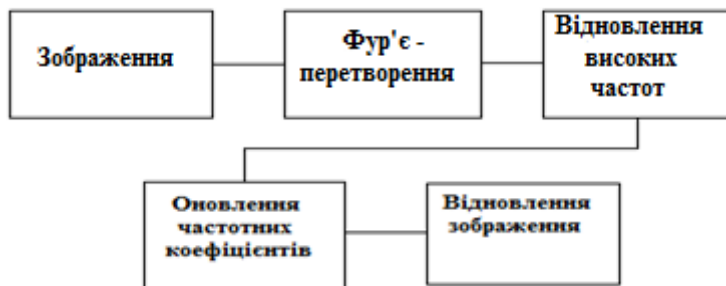 Зображення
Фур'є -
перетворення
Відновлення
високих
частот
Оновлення
частотних
коефіцієнтів
Відновлення
зображення